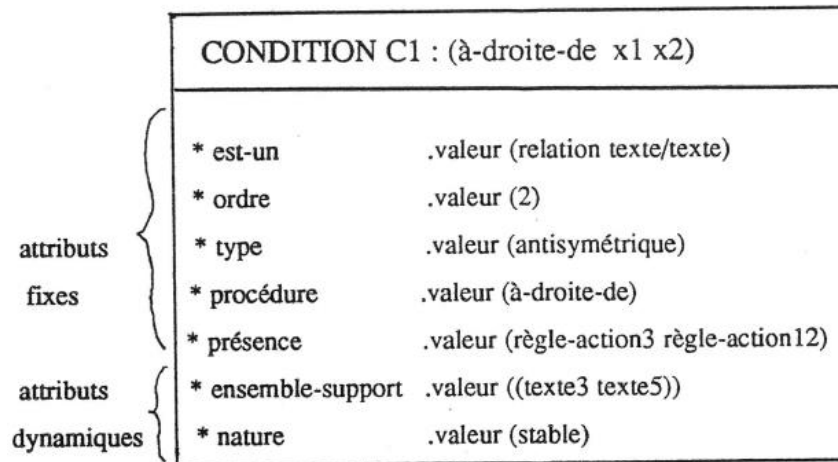 CONDITION C1 : (à-droite-de x1 x2)
* est-un .valeur (relation texte/texte)
* ordre .valeur (2)
attributs * type .valeur (antisymétrique)
fixes * procédure .valeur (à-droite-de)
* présence .valeur (règle-action3 règle-action12)
attributs * ensemble-support .valeur ((texte3 texte5))
dynamiques * nature .valeur (stable)